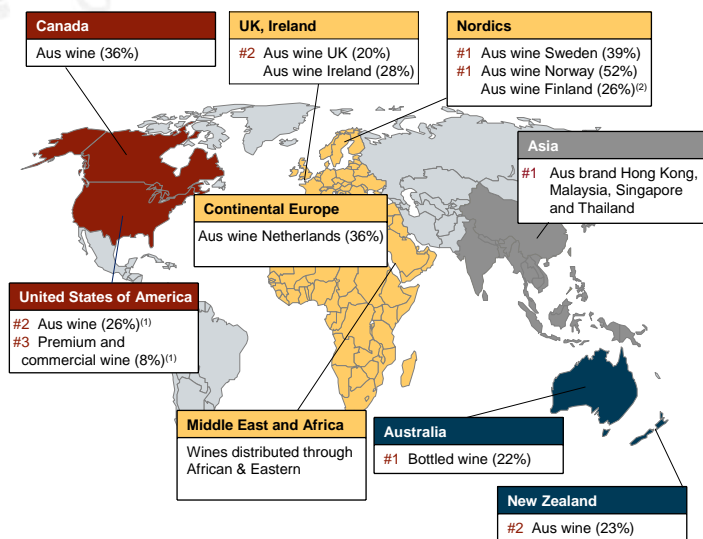 Canada
Aus wine (36%)
UK, Ireland
#2 Aus wine UK (20%)
Aus wine Ireland (28%)
Nordics
#1 Aus wine Sweden (39%)
#1 Aus wine Norway (52%)
Aus wine Finland (26%)(2)
Asia
#1 Aus brand Hong Kong,
Malaysia, Singapore
and Thailand
Continental Europe
Aus wine Netherlands (36%)
United States of America
#2 Aus wine (26%)(1)
#3 Premium and
commercial wine (8%)(1)
Middle East and Africa
Wines distributed through
African & Eastern
Australia
#1 Bottled wine (22%)
New Zealand
#2 Aus wine (23%)